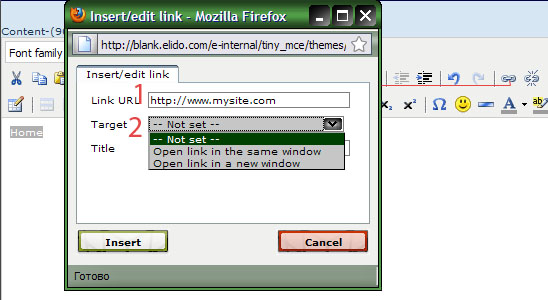 Insert/edit link - Mozilla Firefox
http://blank.elido.com/e-internal/tiny_mce/themes/
Content-(90
Font family
Insert/edit link
1
Link URL http://www.mysite.com
Target 2 -- Not set --
-- Not set --
Open link in the same window
Open link in a new window
Title
Home
Insert Cancel
Готово